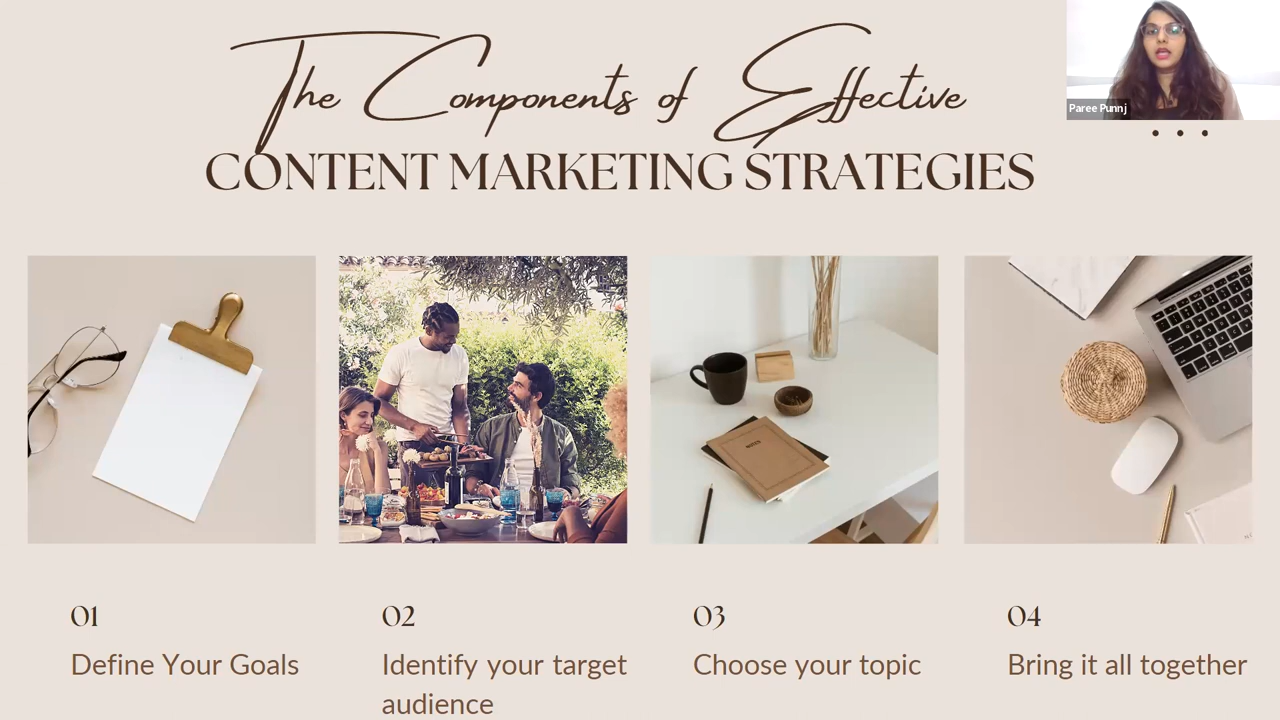 The Components of Effective
CONTENT MARKETING STRATEGIES
Paree Punnj
01
Define Your Goals
02
Identify your target
audience
03
Choose your topic
04
Bring it all together